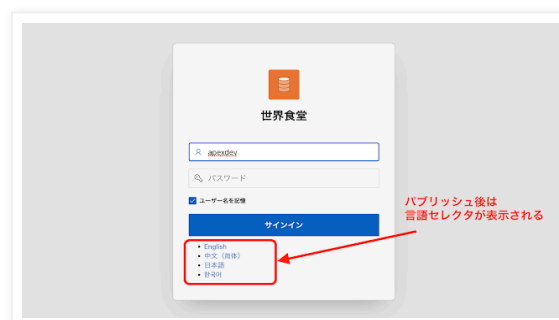 世界食堂
apexdev
パスワード
ユーザー名を記憶
サインイン
パブリッシュ後は
言語セレクタが表示される
English
中文（简体）
日本語
한국어